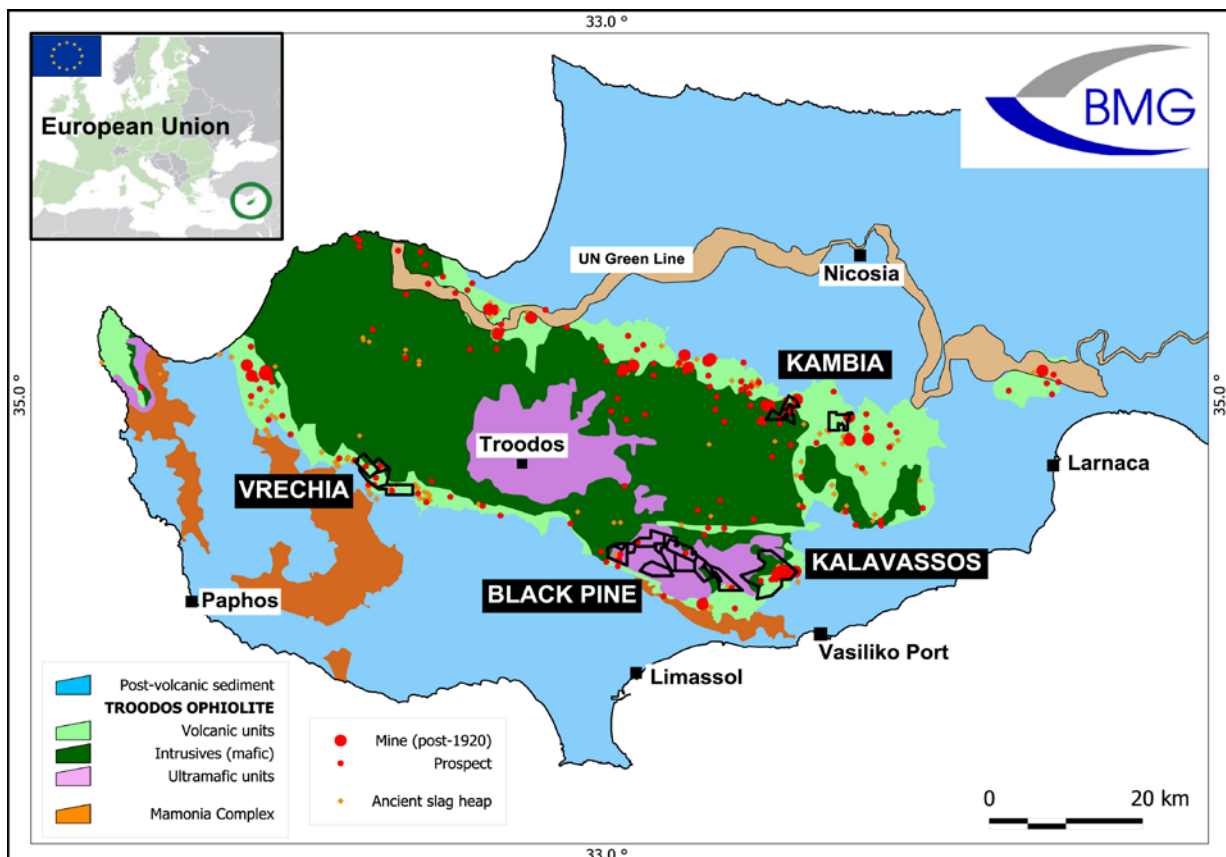 33.0 °
European Union
BMG
UN Green Line
Nicosia
KAMBIA
35.0 °
35.0 °
Troodos
Larnaca
VRECHIA
KALAVASSOS
BLACK PINE
Paphos
Vasiliko Port
Limassol
Post-volcanic sediment
TROODOS OPHIOLITE
Volcanic units
Intrusives (mafic)
Ultramafic units
Mamonia Complex
Mine (post-1920)
Prospect
Ancient slag heap
0 20 km
33.0 °